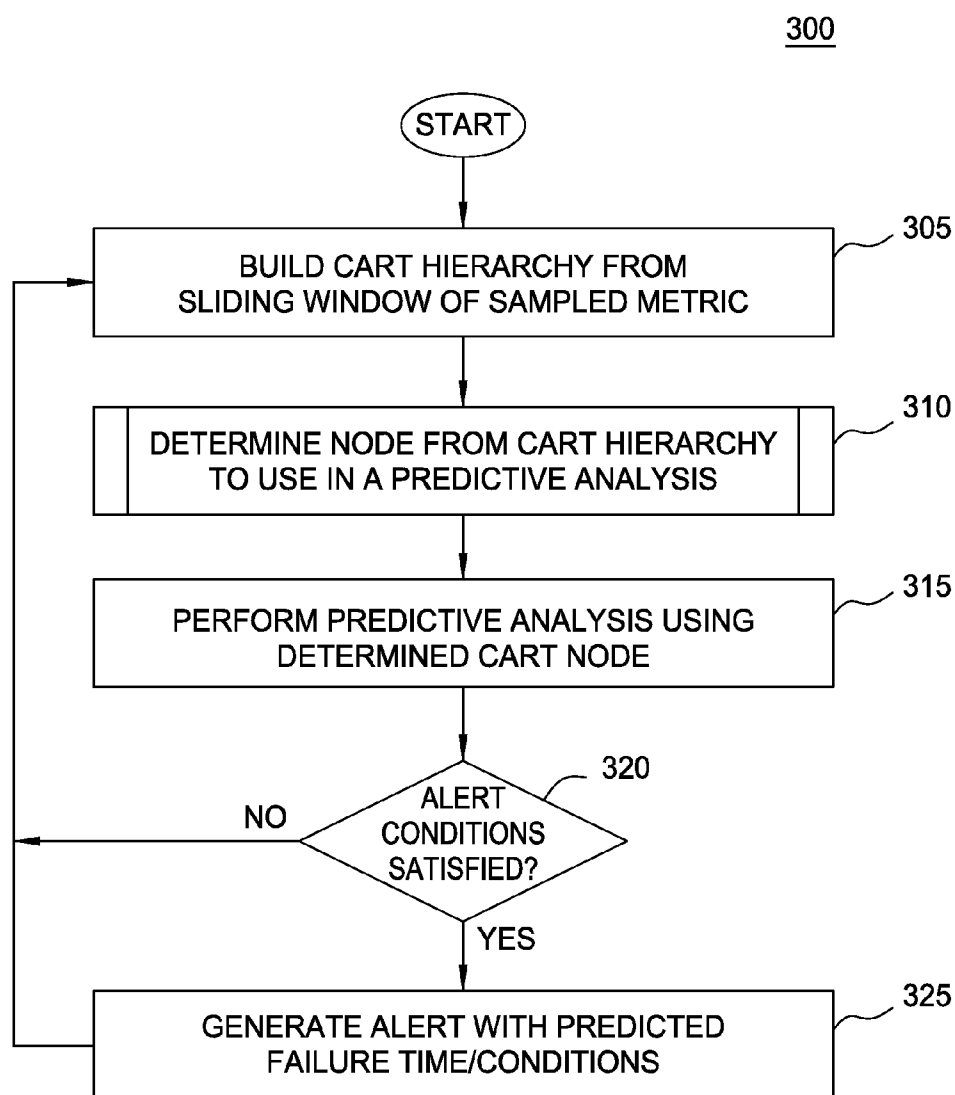 300
START
305
BUILD CART HIERARCHY FROM
SLIDING WINDOW OF SAMPLED METRIC
310
DETERMINE NODE FROM CART HIERARCHY
TO USE IN A PREDICTIVE ANALYSIS
315
PERFORM PREDICTIVE ANALYSIS USING
DETERMINED CART NODE
320
ALERT
CONDITIONS
SATISFIED?
NO
YES
325
GENERATE ALERT WITH PREDICTED
FAILURE TIME/CONDITIONS